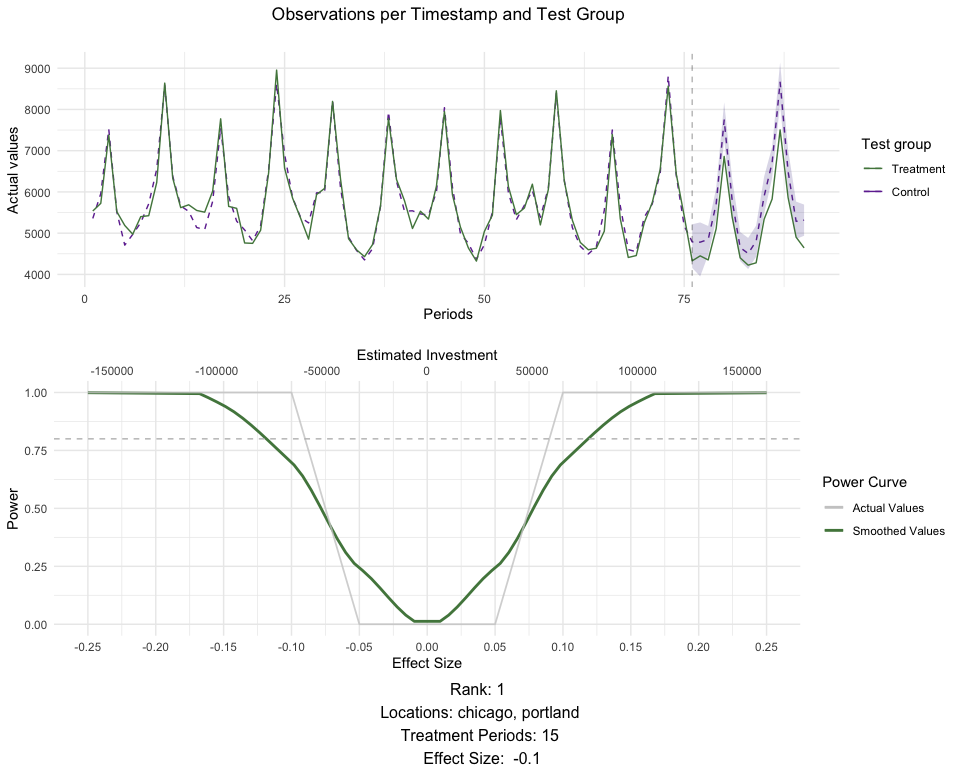 Observations per Timestamp and Test Group
9000
8000
7000
6000
5000
4000
Actual values
0 25 50 75
Periods
Test group
Treatment
Control
Estimated Investment
-150000 -100000 -50000 0 50000 100000 150000
1.00
0.75
0.50
0.25
0.00
Power
-0.25 -0.20 -0.15 -0.10 -0.05 0.00 0.05 0.10 0.15 0.20 0.25
Effect Size
Power Curve
Actual Values
Smoothed Values
Rank: 1
Locations: chicago, portland
Treatment Periods: 15
Effect Size:  -0.1